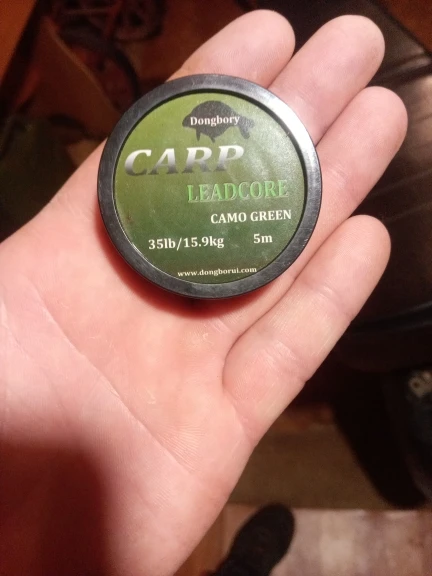 Dongbory
CARP
LEADCORE
CAMO GREEN
35lb/15.9kg 5m
www.dongborui.com